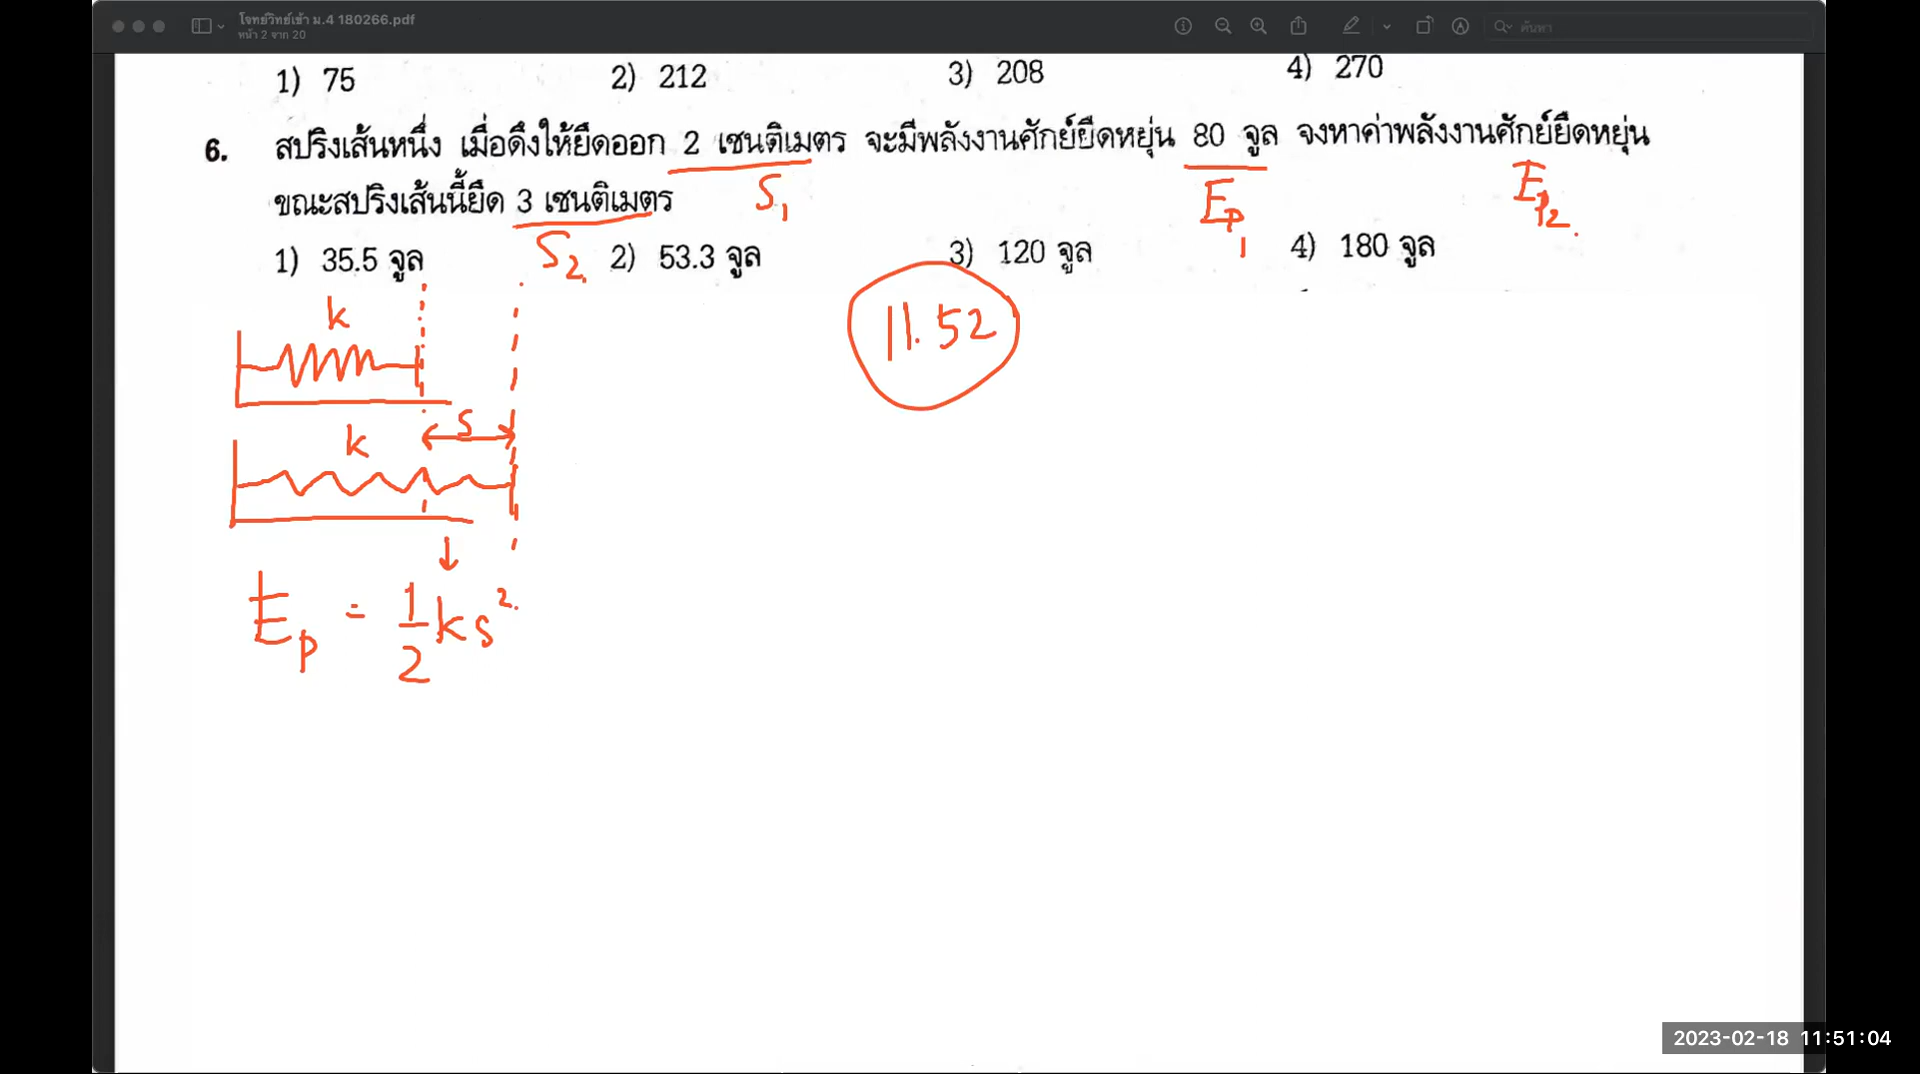 โจทย์วิทย์เข้า ม.4 180266.pdf
หน้า 2 จาก 20
ค้นหา
1) 75 2) 212 3) 208 4) 270
6. สปริงเส้นหนึ่ง เมื่อดึงให้ยืดออก 2 เซนติเมตร จะมีพลังงานศักย์ยืดหยุ่น 80 จูล จงหาค่าพลังงานศักย์ยืดหยุ่น
S₁ Ep₁ Ep₂
ขณะสปริงเส้นนี้ยืด 3 เซนติเมตร
S₂
1) 35.5 จูล 2) 53.3 จูล 3) 120 จูล 4) 180 จูล
k
11.52
s
k
Ep = 1/2 ks²
2023-02-18 11:51:04